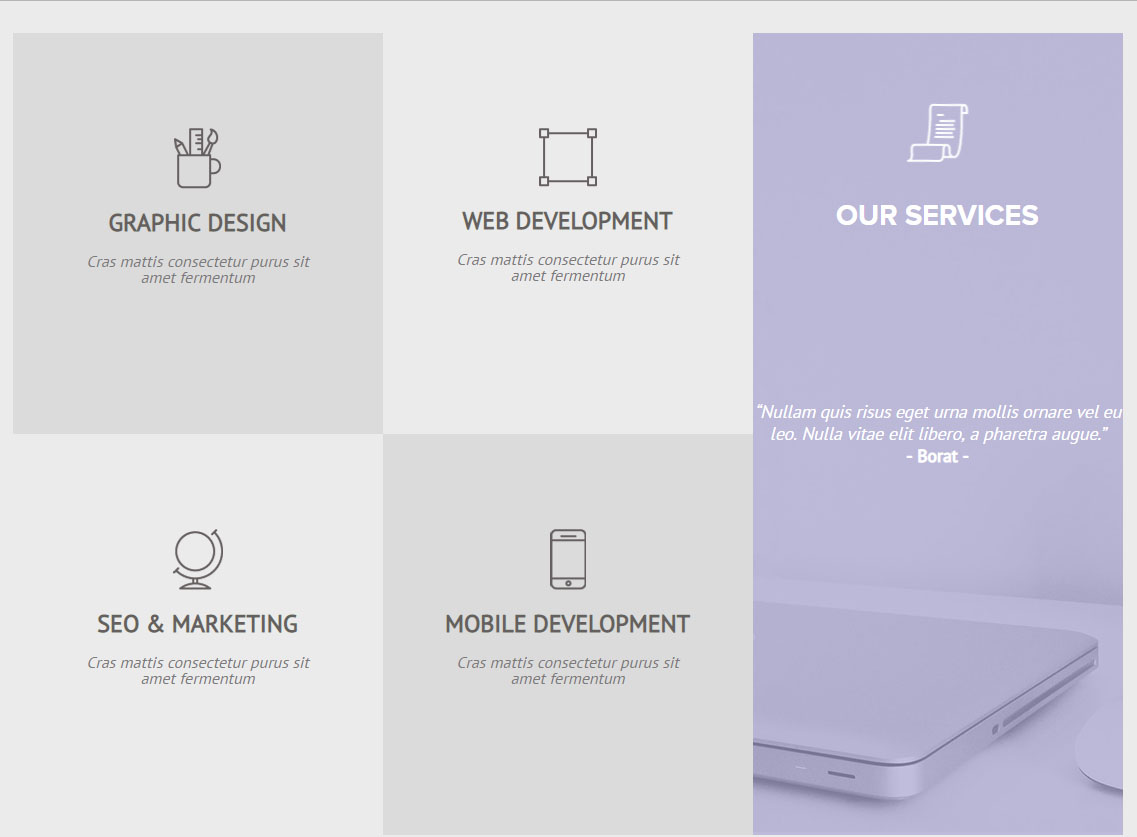 GRAPHIC DESIGN
Cras mattis consectetur purus sit
amet fermentum
WEB DEVELOPMENT
Cras mattis consectetur purus sit
amet fermentum
SEO & MARKETING
Cras mattis consectetur purus sit
amet fermentum
MOBILE DEVELOPMENT
Cras mattis consectetur purus sit
amet fermentum
OUR SERVICES
“Nullam quis risus eget urna mollis ornare vel eu
leo. Nulla vitae elit libero, a pharetra augue.”
- Borat -